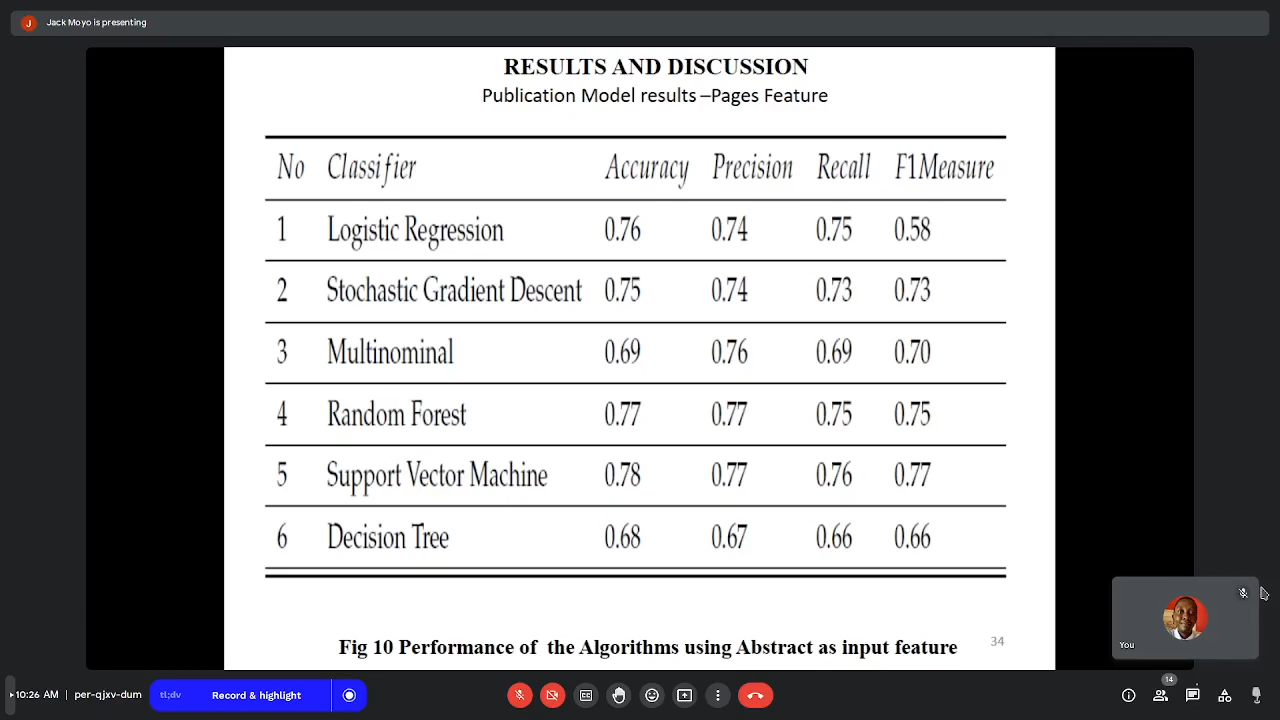 Jack Moyo is presenting
RESULTS AND DISCUSSION
Publication Model results –Pages Feature
No Classifier Accuracy Precision Recall F1Measure
1 Logistic Regression 0.76 0.74 0.75 0.58
2 Stochastic Gradient Descent 0.75 0.74 0.73 0.73
3 Multinominal 0.69 0.76 0.69 0.70
4 Random Forest 0.77 0.77 0.75 0.75
5 Support Vector Machine 0.78 0.77 0.76 0.77
6 Decision Tree 0.68 0.67 0.66 0.66
Fig 10 Performance of the Algorithms using Abstract as input feature
34
You
10:26 AM | per-qjxv-dum
tl;dv Record & highlight
14
J